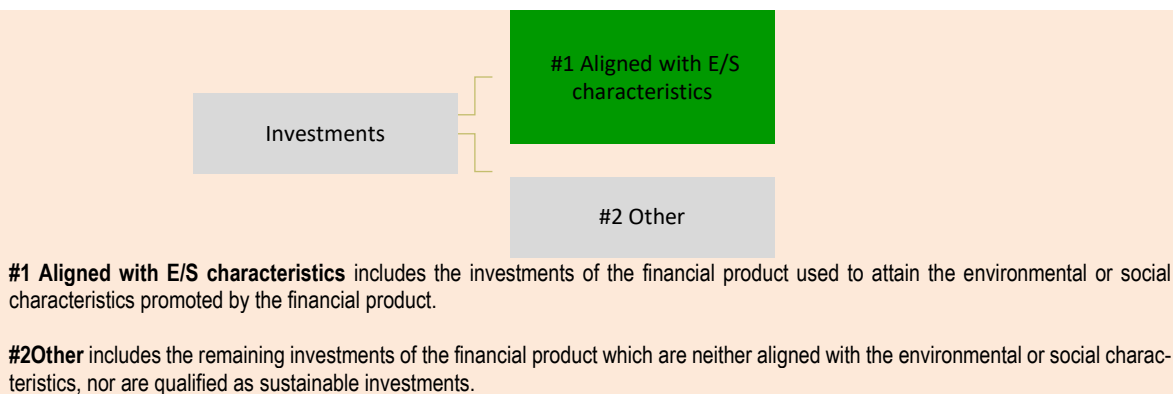 #1 Aligned with E/S
characteristics
Investments
#2 Other
#1 Aligned with E/S characteristics includes the investments of the financial product used to attain the environmental or social
characteristics promoted by the financial product.
#2Other includes the remaining investments of the financial product which are neither aligned with the environmental or social charac-
teristics, nor are qualified as sustainable investments.